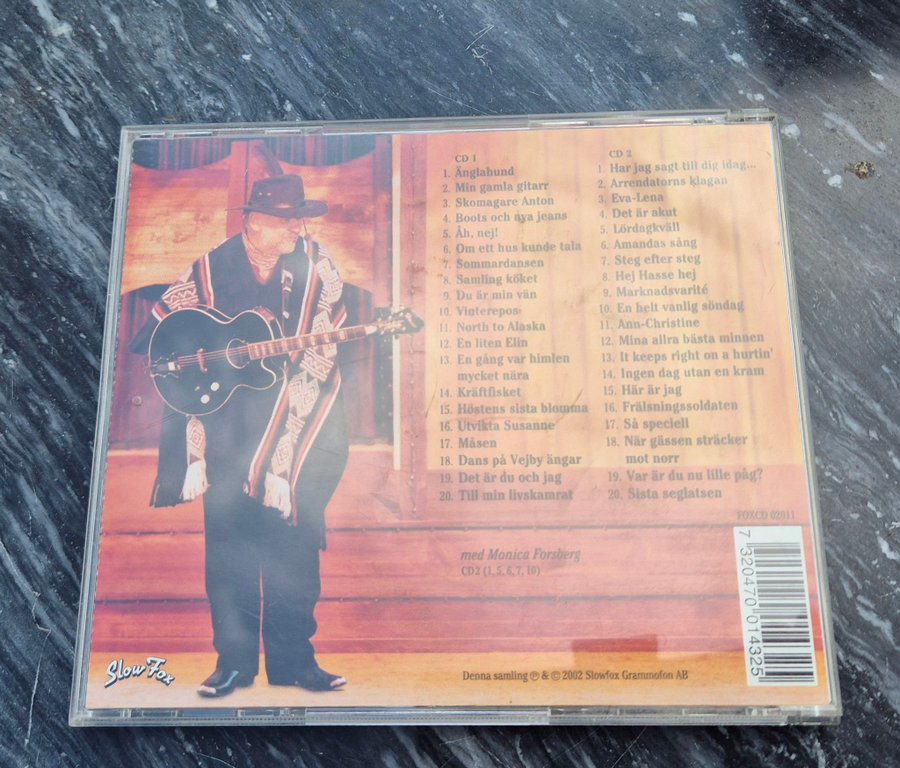 CD 1
1. Änglahund
2. Min gamla gitarr
3. Skomagare Anton
4. Boots och nya jeans
5. Åh, nej!
6. Om ett hus kunde tala
7. Sommardansen
8. Samling köket
9. Du är min vän
10. Vinterepos
11. North to Alaska
12. En liten Elin
13. En gång var himlen
mycket nära
14. Kräftfisket
15. Höstens sista blomma
16. Utvikta Susanne
17. Måsen
18. Dans på Vejby ängar
19. Det är du och jag
20. Till min livskamrat
CD 2
1. Har jag sagt till dig idag...
2. Arrendatorns klagan
3. Eva-Lena
4. Det är akut
5. Lördagkväll
6. Amandas sång
7. Steg efter steg
8. Hej Hasse hej
9. Marknadsvarité
10. En helt vanlig söndag
11. Ann-Christine
12. Mina allra bästa minnen
13. It keeps right on a hurtin'
14. Ingen dag utan en kram
15. Här är jag
16. Frälsningssoldaten
17. Så speciell
18. När gässen sträcker
mot norr
19. Var är du nu lille påg?
20. Sista seglatsen
FOXCD 02011
med Monica Forsberg
CD2 (1, 5, 6, 7, 10)
7 320470 014325
Slow Fox
Denna samling ℗ & © 2002 Slowfox Grammofon AB